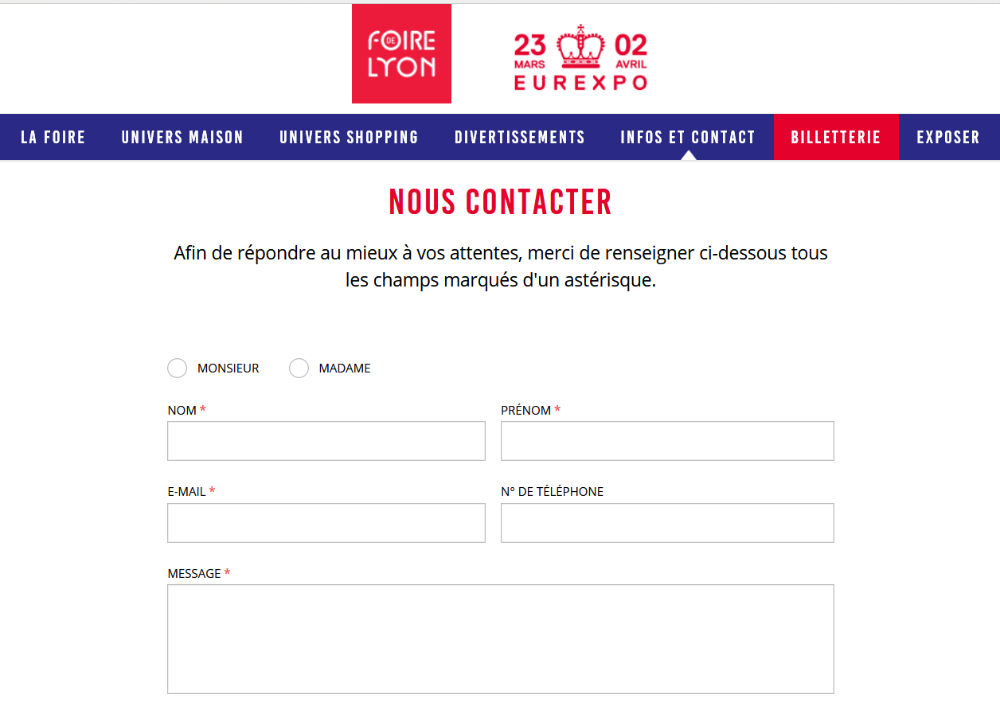 FOIRE
DE
LYON
23 MARS 02 AVRIL
EUREXPO
LA FOIRE UNIVERS MAISON UNIVERS SHOPPING DIVERTISSEMENTS INFOS ET CONTACT BILLETTERIE EXPOSER
NOUS CONTACTER
Afin de répondre au mieux à vos attentes, merci de renseigner ci-dessous tous
les champs marqués d'un astérisque.
MONSIEUR MADAME
NOM * PRÉNOM *
E-MAIL * N° DE TÉLÉPHONE
MESSAGE *